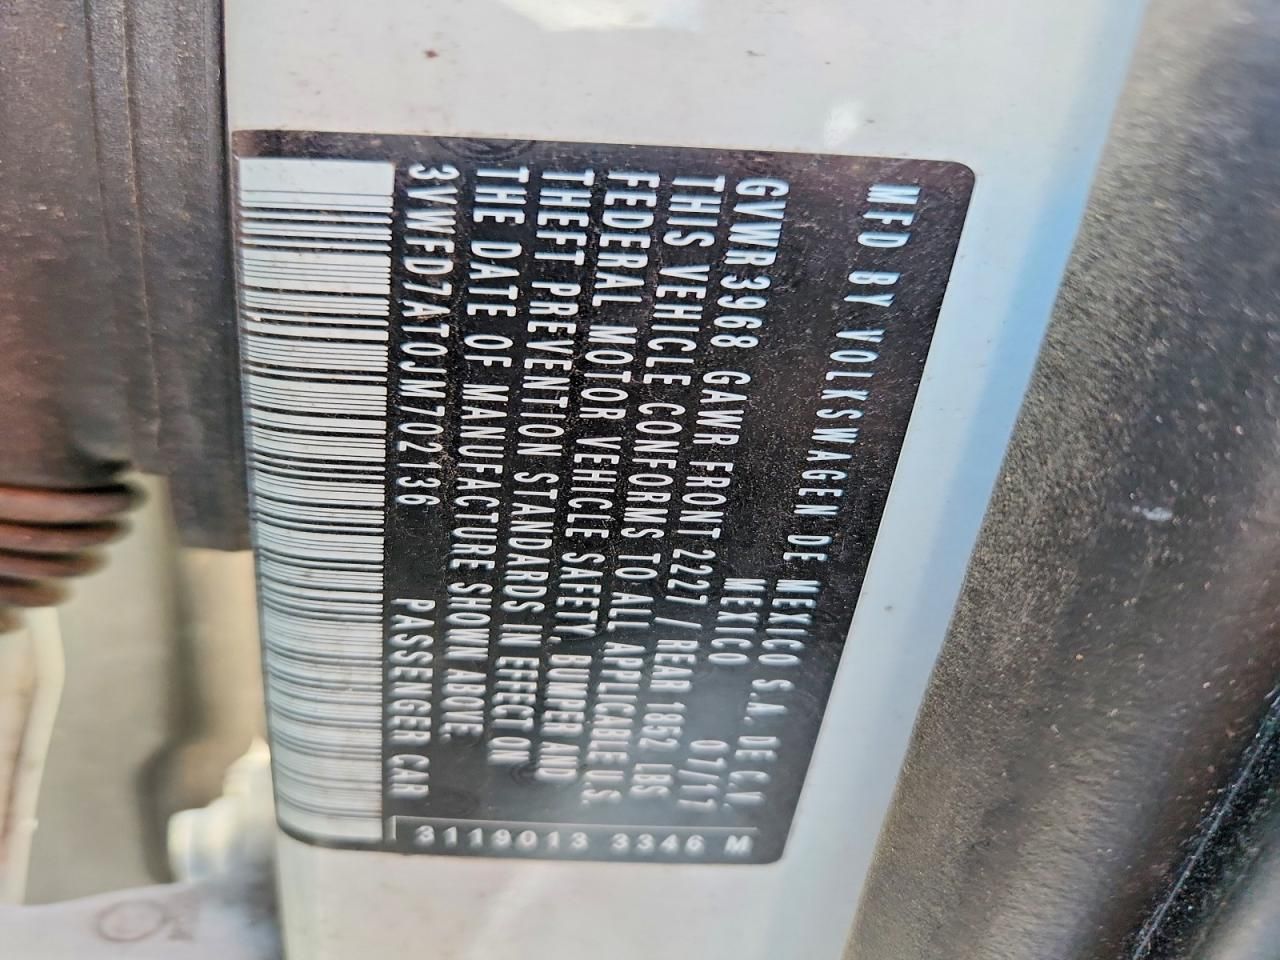 MFD BY VOLKSWAGEN DE MEXICO S.A. DE C.V.
MEXICO 07/17
GVWR 3968 GAWR FRONT 2227 / REAR 1852 LBS
THIS VEHICLE CONFORMS TO ALL APPLICABLE U.S.
FEDERAL MOTOR VEHICLE SAFETY, BUMPER AND
THEFT PREVENTION STANDARDS IN EFFECT ON
THE DATE OF MANUFACTURE SHOWN ABOVE.
3VWFD7AT0JM702136 PASSENGER CAR
3119013 3346 M